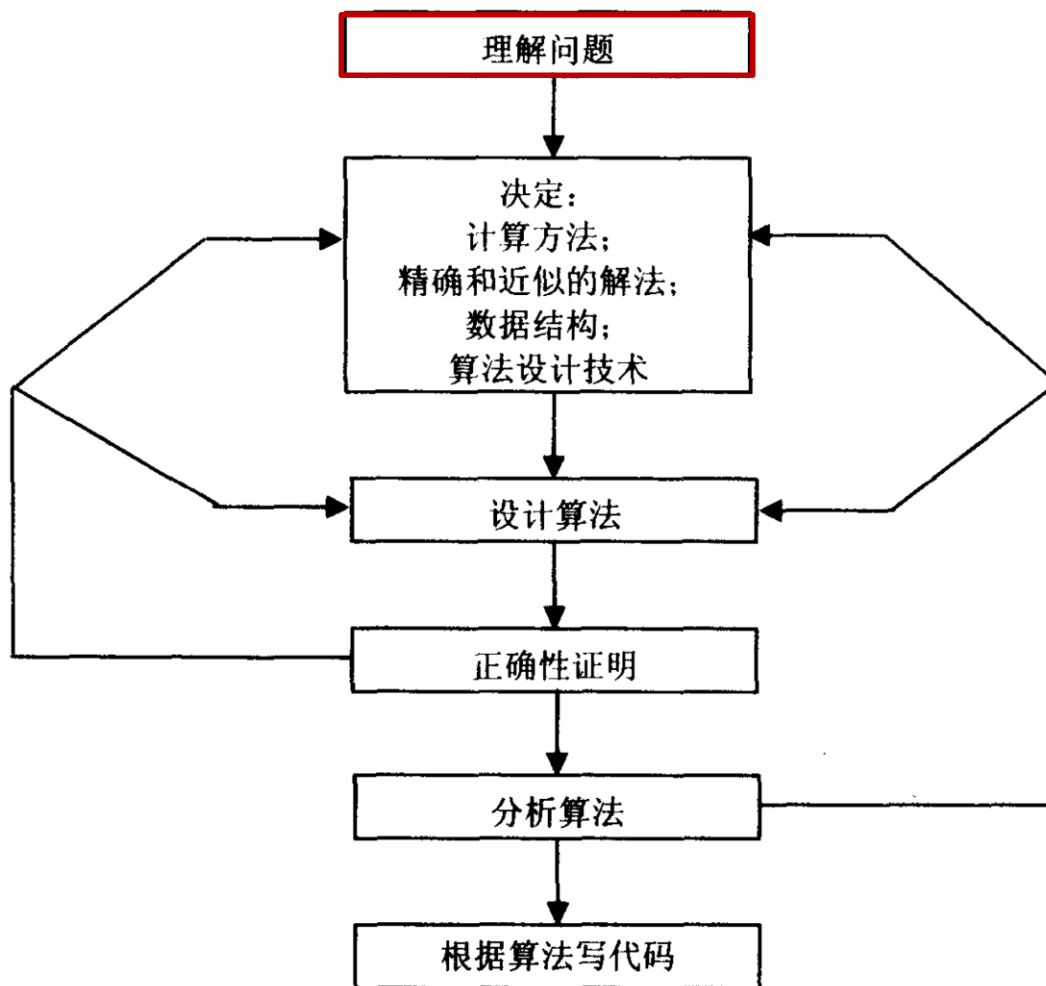 理解问题
决定：
计算方法；
精确和近似的解法；
数据结构；
算法设计技术
设计算法
正确性证明
分析算法
根据算法写代码